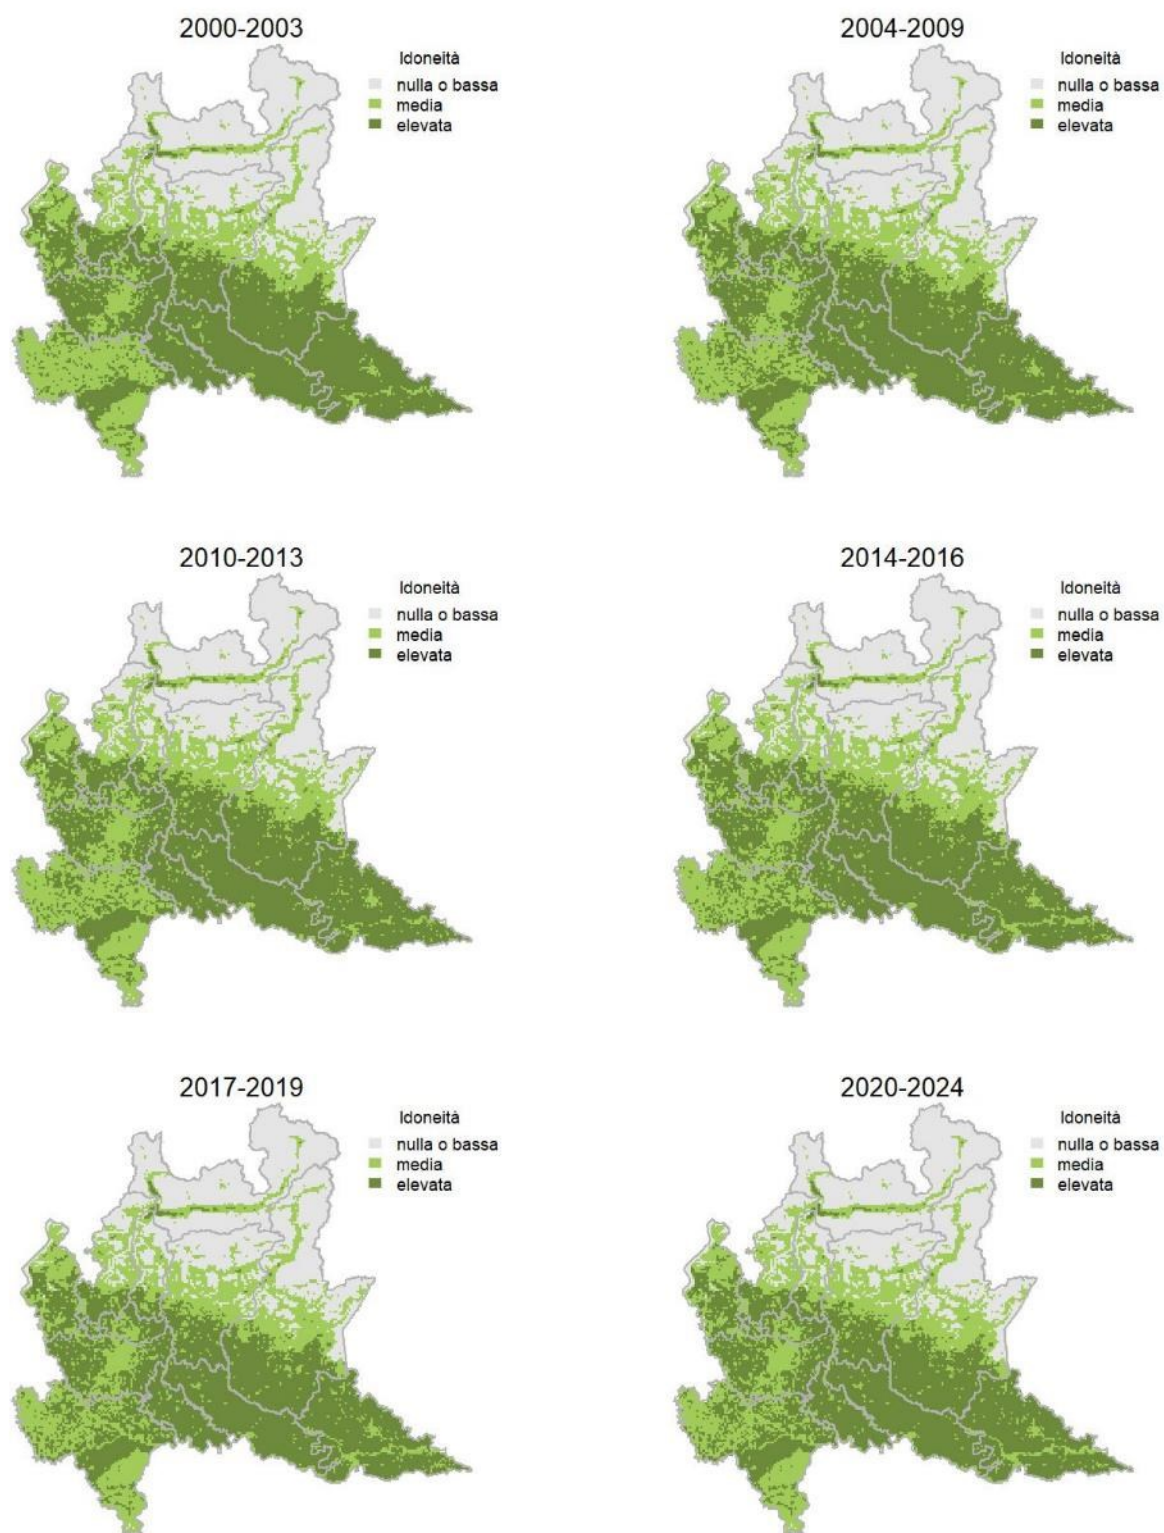 2000-2003
Idoneità
nulla o bassa
media
elevata
2004-2009
Idoneità
nulla o bassa
media
elevata
2010-2013
Idoneità
nulla o bassa
media
elevata
2014-2016
Idoneità
nulla o bassa
media
elevata
2017-2019
Idoneità
nulla o bassa
media
elevata
2020-2024
Idoneità
nulla o bassa
media
elevata